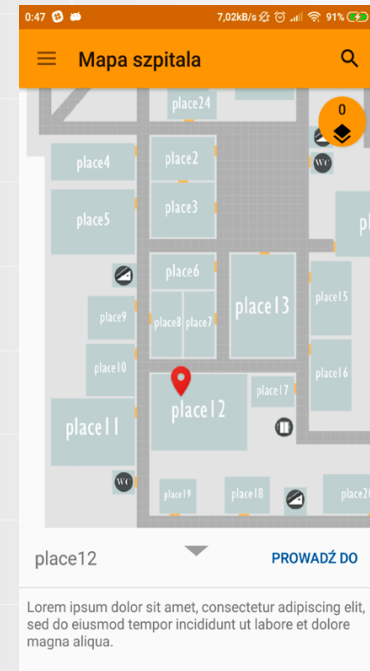 0:47 7,02kB/s 91%
Mapa szpitala
place24
0
place4
place2
WC
place5
place3
pl
place6
place13
place15
place9
place8
place7
place10
place16
place17
place12
place11
WC
place19
place18
place2
place12
PROWADŹ DO
Lorem ipsum dolor sit amet, consectetur adipiscing elit,
sed do eiusmod tempor incididunt ut labore et dolore
magna aliqua.